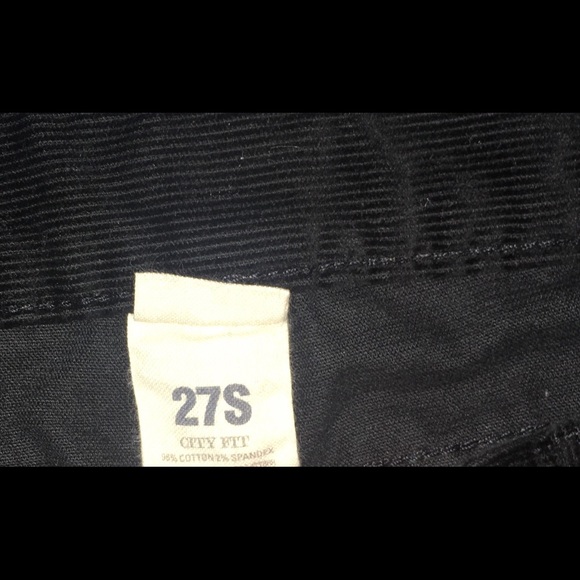 27S
CITY FIT
98% COTTON 2% SPANDEX